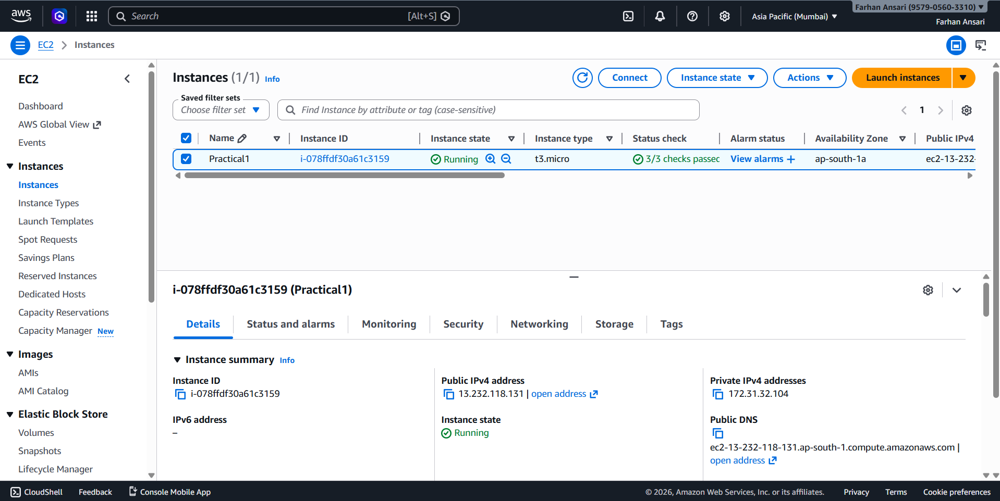 aws
Search [Alt+S]
Asia Pacific (Mumbai)
Farhan Ansari (9579-0560-3310)
Farhan Ansari
EC2
Instances
EC2
Dashboard
AWS Global View
Events
Instances
Instances
Instance Types
Launch Templates
Spot Requests
Savings Plans
Reserved Instances
Dedicated Hosts
Capacity Reservations
Capacity Manager New
Images
AMIs
AMI Catalog
Elastic Block Store
Volumes
Snapshots
Lifecycle Manager
Instances (1/1) Info
Connect
Instance state
Actions
Launch instances
Saved filter sets
Choose filter set
Find Instance by attribute or tag (case-sensitive)
1
Name Instance ID Instance state Instance type Status check Alarm status Availability Zone Public IPv4
Practical1 i-078ffdf30a61c3159 Running t3.micro 3/3 checks passed View alarms + ap-south-1a ec2-13-232-
i-078ffdf30a61c3159 (Practical1)
Details Status and alarms Monitoring Security Networking Storage Tags
Instance summary Info
Instance ID
i-078ffdf30a61c3159
Public IPv4 address
13.232.118.131 | open address
Private IPv4 addresses
172.31.32.104
IPv6 address
–
Instance state
Running
Public DNS
ec2-13-232-118-131.ap-south-1.compute.amazonaws.com |
open address
CloudShell Feedback Console Mobile App
© 2026, Amazon Web Services, Inc. or its affiliates. Privacy Terms Cookie preferences